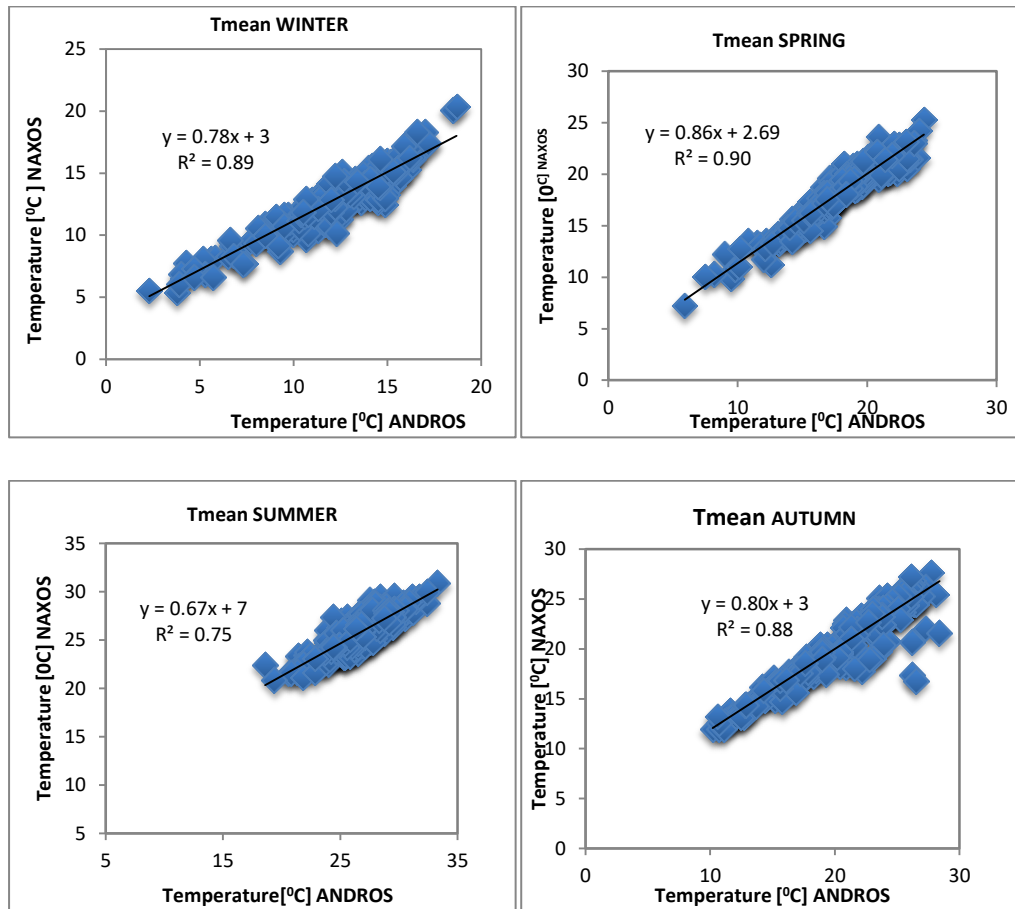 Tmean WINTER
25
20
15
10
5
0
0
5
10
15
20
y = 0.78x + 3
R² = 0.89
Temperature [⁰C ] NAXOS
Temperature [⁰C] ANDROS
Tmean SPRING
30
25
20
15
10
5
0
0
10
20
30
y = 0.86x + 2.69
R² = 0.90
Temperature [0ᶜ] NAXOS
Temperature [⁰C] ANDROS
Tmean SUMMER
35
30
25
20
15
10
5
5
15
25
35
y = 0.67x + 7
R² = 0.75
Temperature [0C] NAXOS
Temperature[⁰C] ANDROS
Tmean AUTUMN
30
25
20
15
10
5
0
0
10
20
30
y = 0.80x + 3
R² = 0.88
Temperature [⁰C] NAXOS
Temperature [⁰C] ANDROS